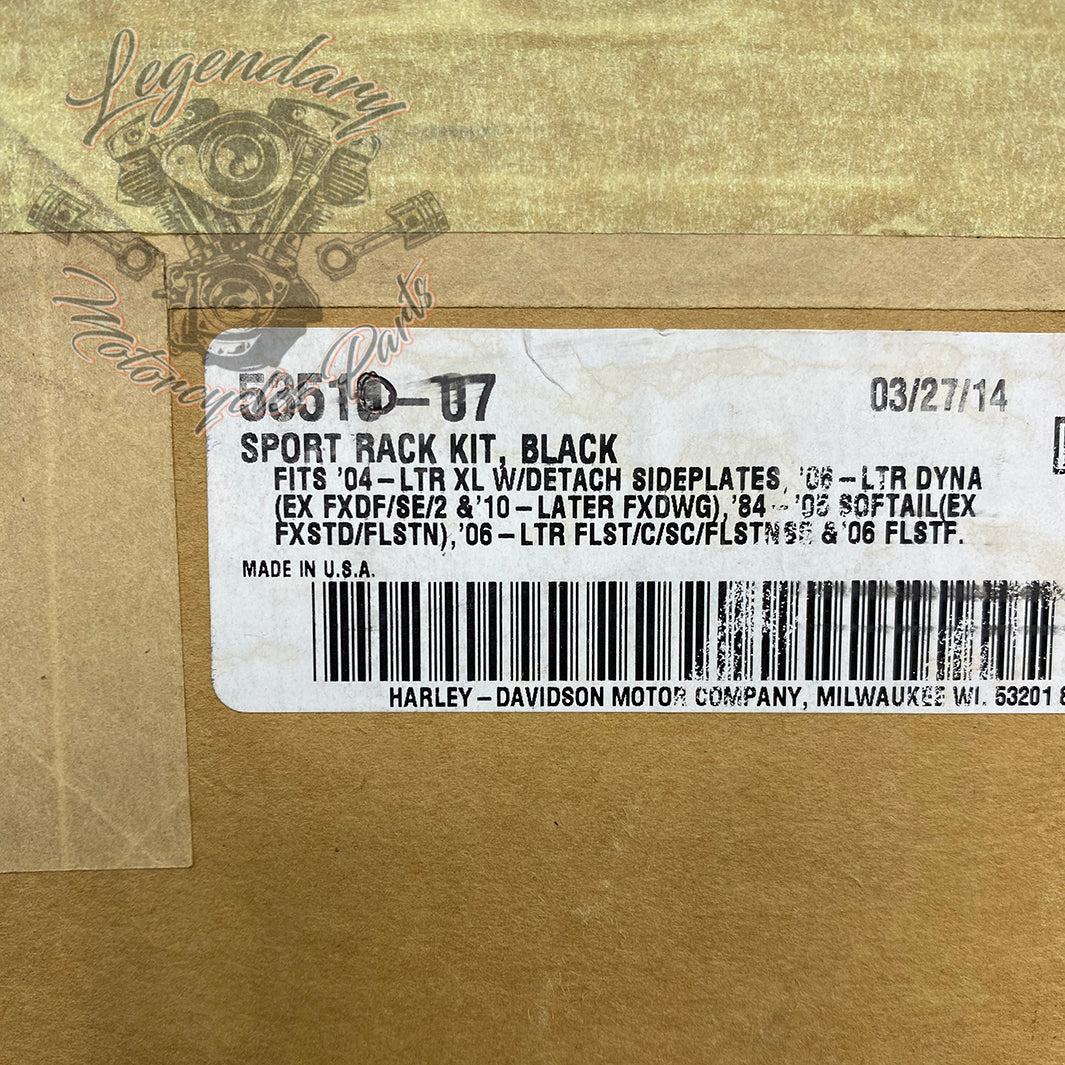 Legendary
Motorcycle Parts
03/27/14
SPORT RACK KIT, BLACK
FITS '04-LTR XL W/DETACH SIDEPLATES, '06-LTR DYNA
(EX FXDF/SE/2 &'10-LATER FXDWG),'84-'05 SOFTAIL(EX
FXSTD/FLSTN),'06-LTR FLST/C/SC/FLSTNSE &'06 FLSTF.
MADE IN U.S.A.
HARLEY-DAVIDSON MOTOR COMPANY, MILWAUKEE WI. 53201